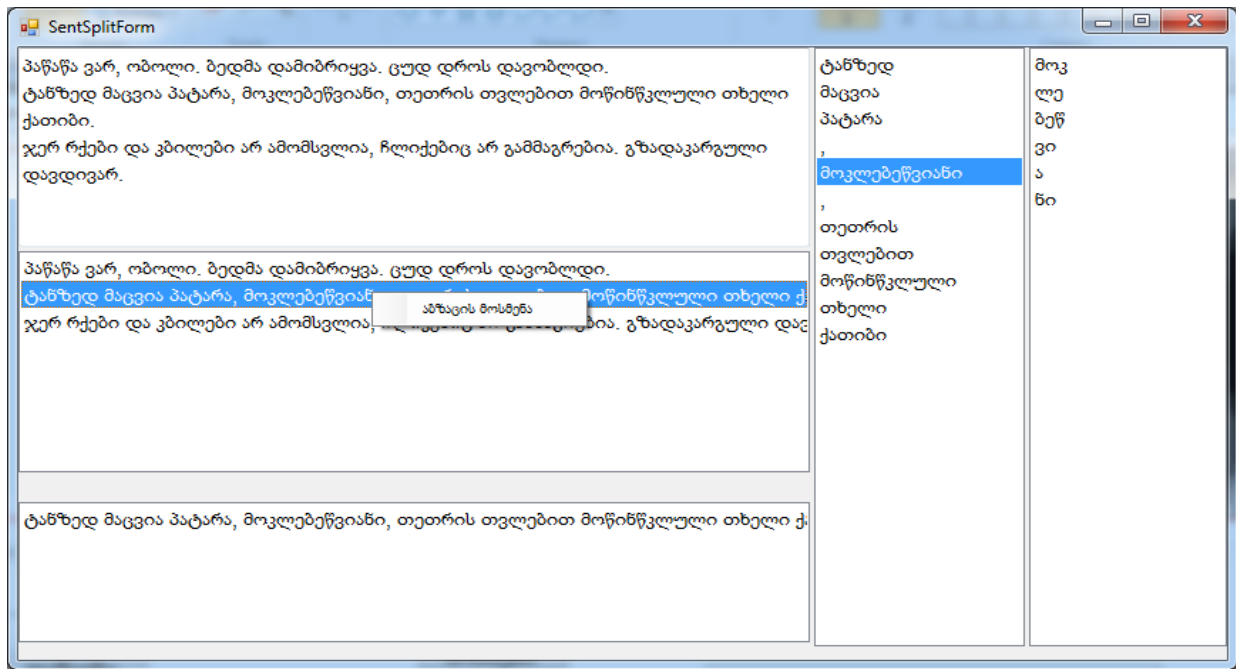 SentSplitForm
პაწაწა ვარ, ობოლი. ბედმა დამიბრიყვა. ცუდ დროს დავობლდი.
ტანზედ მაცვია პატარა, მოკლებეწვიანი, თეთრის თვლებით მოწინწკლული თხელი
ქათიბი.
ჯერ რქები და კბილები არ ამომსვლია, ჩლიქებიც არ გამმაგრებია. გზადაკარგული
დავდივარ.
პაწაწა ვარ, ობოლი. ბედმა დამიბრიყვა. ცუდ დროს დავობლდი.
ტანზედ მაცვია პატარა, მოკლებეწვიან მოწინწკლული თხელი ქ
აბზაცის მოსმენა
ჯერ რქები და კბილები არ ამომსვლია, გზადაკარგული დავ
ტანზედ მაცვია პატარა, მოკლებეწვიანი, თეთრის თვლებით მოწინწკლული თხელი ქ
ტანზედ
მაცვია
პატარა
,
მოკლებეწვიანი
,
თეთრის
თვლებით
მოწინწკლული
თხელი
ქათიბი
მოკ
ლე
ბეწ
ვი
ა
ნი